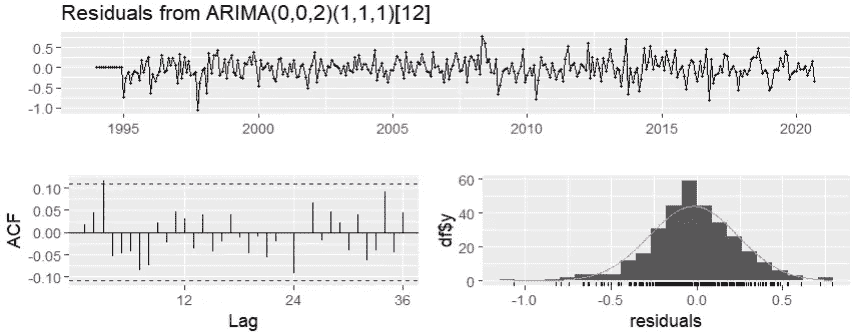 Residuals from ARIMA(0,0,2)(1,1,1)[12]
0.5
0.0
-0.5
-1.0
1995 2000 2005 2010 2015 2020
ACF
0.10
0.05
0.00
-0.05
-0.10
12 24 36
Lag
df$y
60
40
20
0
-1.0 -0.5 0.0 0.5
residuals